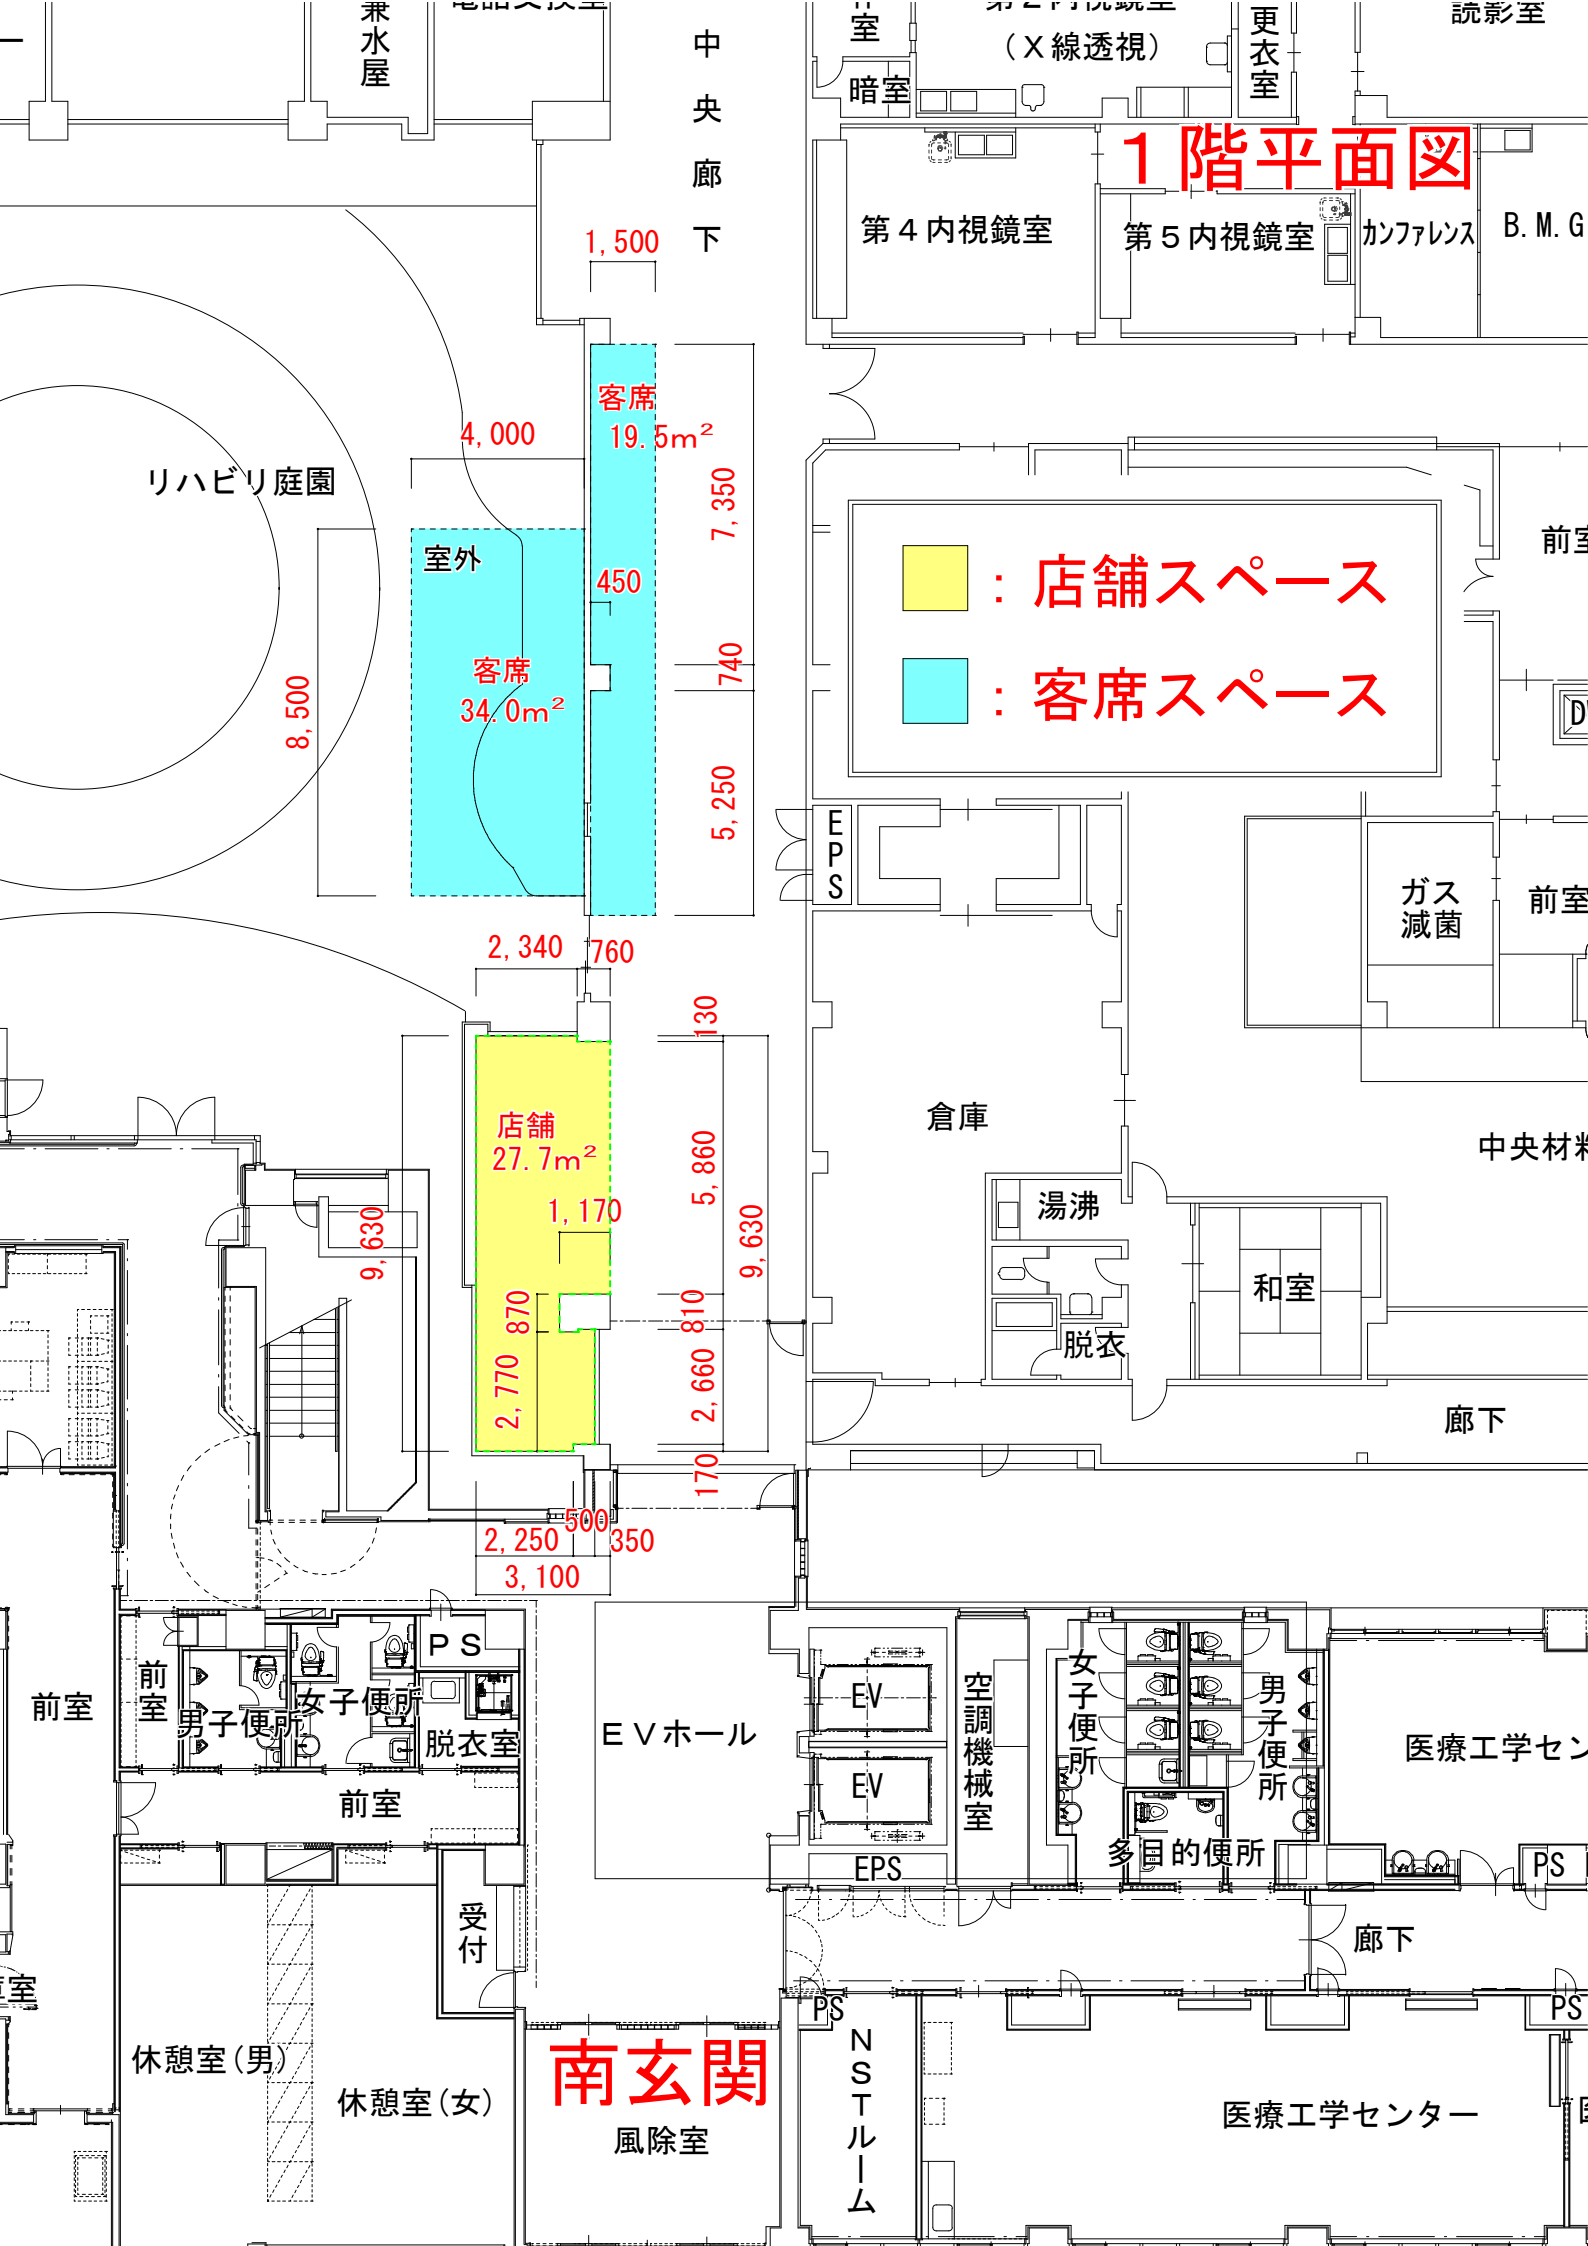 兼水屋
中央廊下
暗室
（Ｘ線透視）
更衣室
読影室
１階平面図
第４内視鏡室
第５内視鏡室
カンファレンス
B.M.G
1,500
客席
19.5m²
4,000
リハビリ庭園
7,350
室外
450
：店舗スペース
前室
客席
34.0m²
740
：客席スペース
8,500
5,250
EPS
ガス
滅菌
前室
2,340
760
130
倉庫
店舗
27.7m²
5,860
中央材料
1,170
湯沸
9,630
9,630
和室
870
810
脱衣
2,770
2,660
廊下
170
500
2,250
350
3,100
ＰＳ
前室
前室
男子便所
女子便所
脱衣室
ＥＶホール
EV
空調機械室
女子便所
男子便所
医療工学セン
EV
前室
多目的便所
EPS
PS
受付
廊下
PS
PS
休憩室(男)
南玄関
NSTルーム
休憩室(女)
風除室
医療工学センター